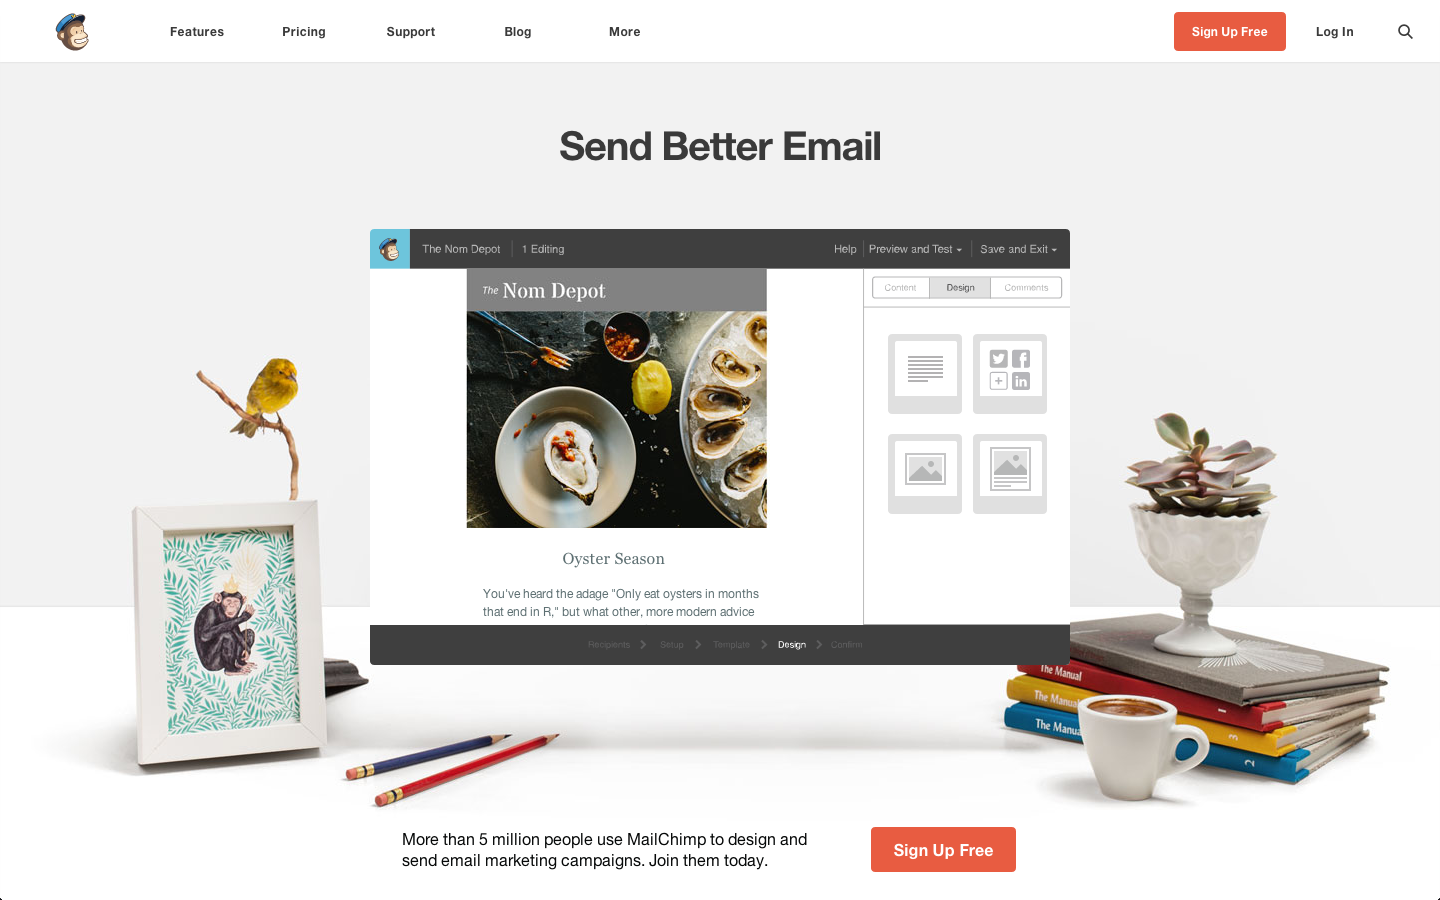 Features
Pricing
Support
Blog
More
Sign Up Free
Log In
Send Better Email
The Nom Depot
1 Editing
Help
Preview and Test
Save and Exit
The Nom Depot
Content
Design
Comments
Oyster Season
You've heard the adage "Only eat oysters in months
that end in R," but what other, more modern advice
Recipients
Setup
Template
Design
Confirm
The Manual
The Manual
The Manua
3
2
More than 5 million people use MailChimp to design and
send email marketing campaigns. Join them today.
Sign Up Free